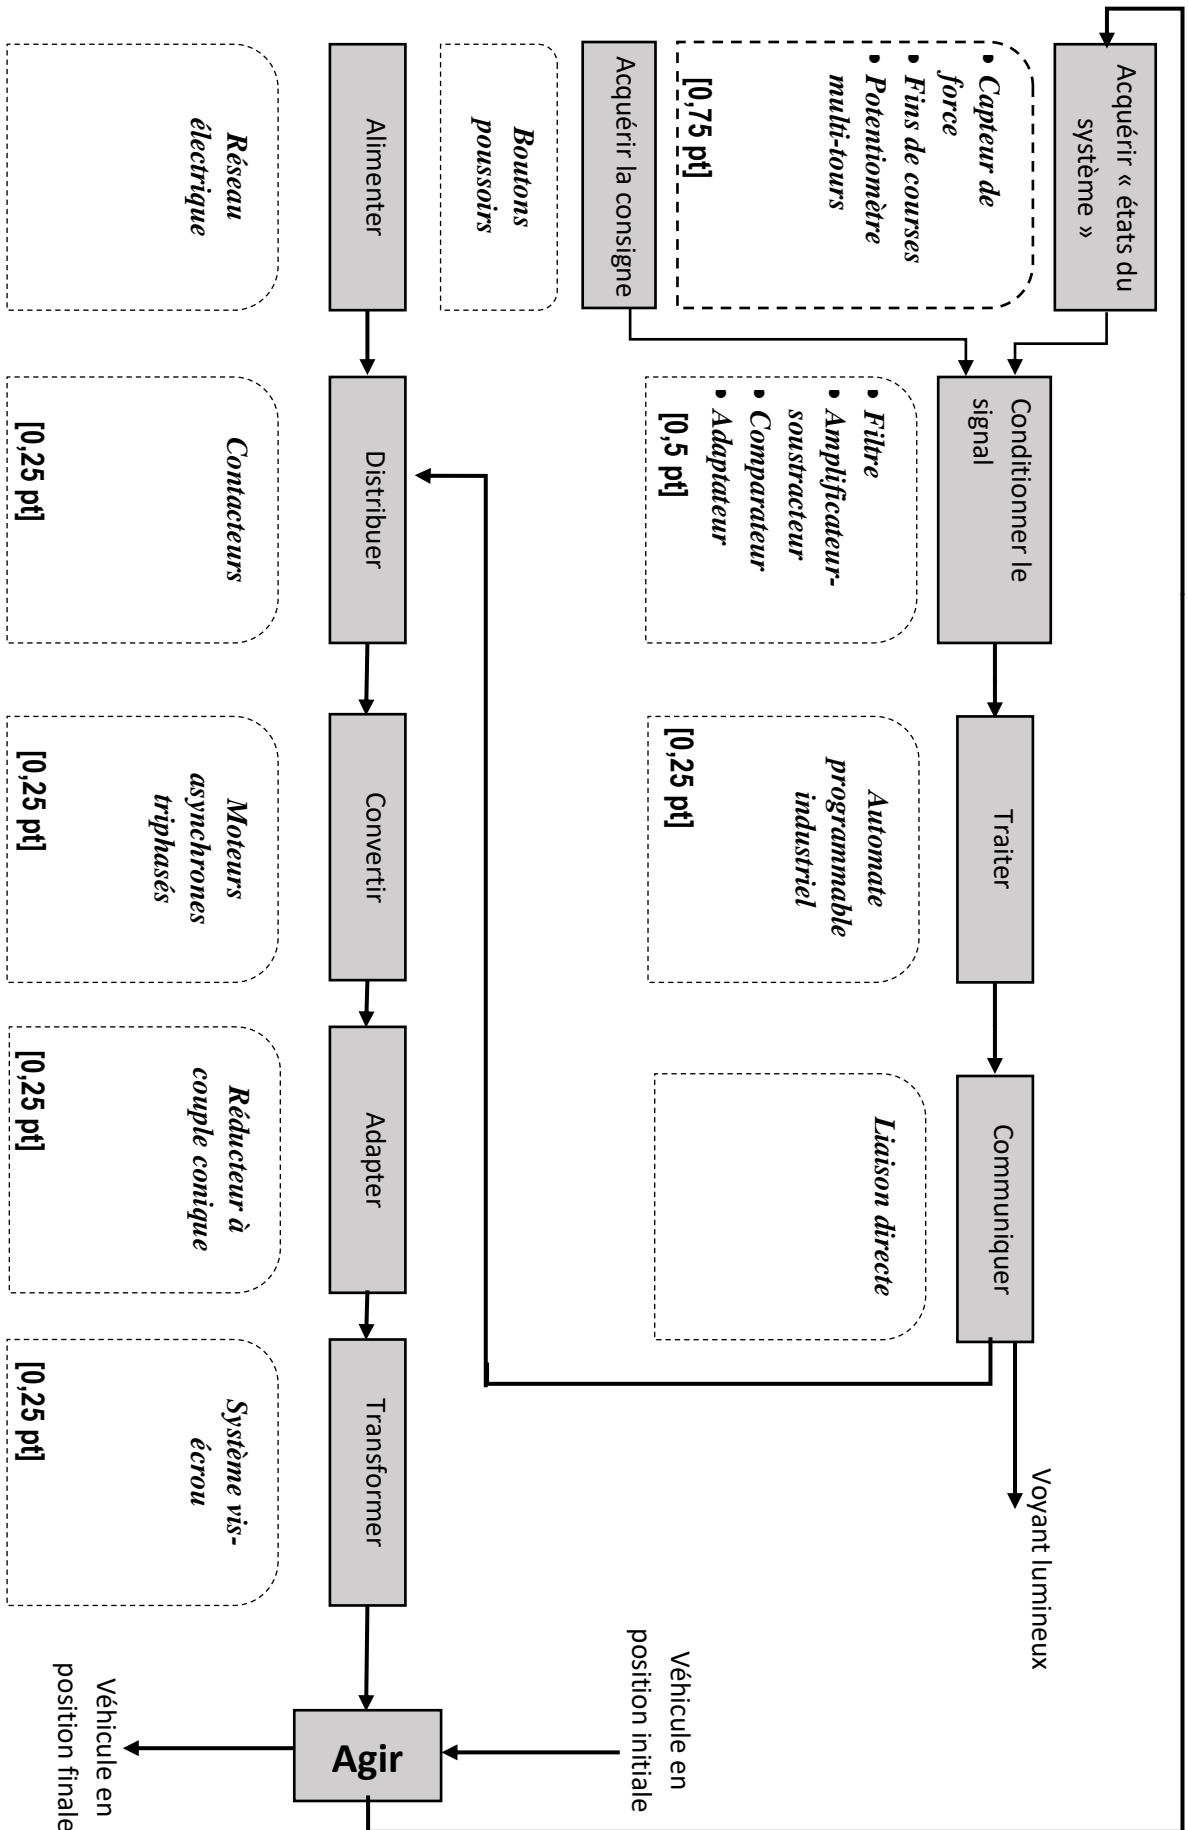 Acquérir « états du
système »
• Capteur de
force
• Fins de courses
• Potentiomètre
multi-tours
[0,75 pt]
Acquérir la consigne
Boutons
poussoirs
Conditionner le
signal
• Filtre
• Amplificateur-
soustracteur
• Comparateur
• Adaptateur
[0,5 pt]
Traiter
Automate
programmable
industriel
[0,25 pt]
Communiquer
Liaison directe
Voyant lumineux
Alimenter
Réseau
électrique
Distribuer
Contacteurs
[0,25 pt]
Convertir
Moteurs
asynchrones
triphasés
[0,25 pt]
Adapter
Réducteur à
couple conique
[0,25 pt]
Transformer
Système vis-
écrou
[0,25 pt]
Véhicule en
position initiale
Agir
Véhicule en
position finale